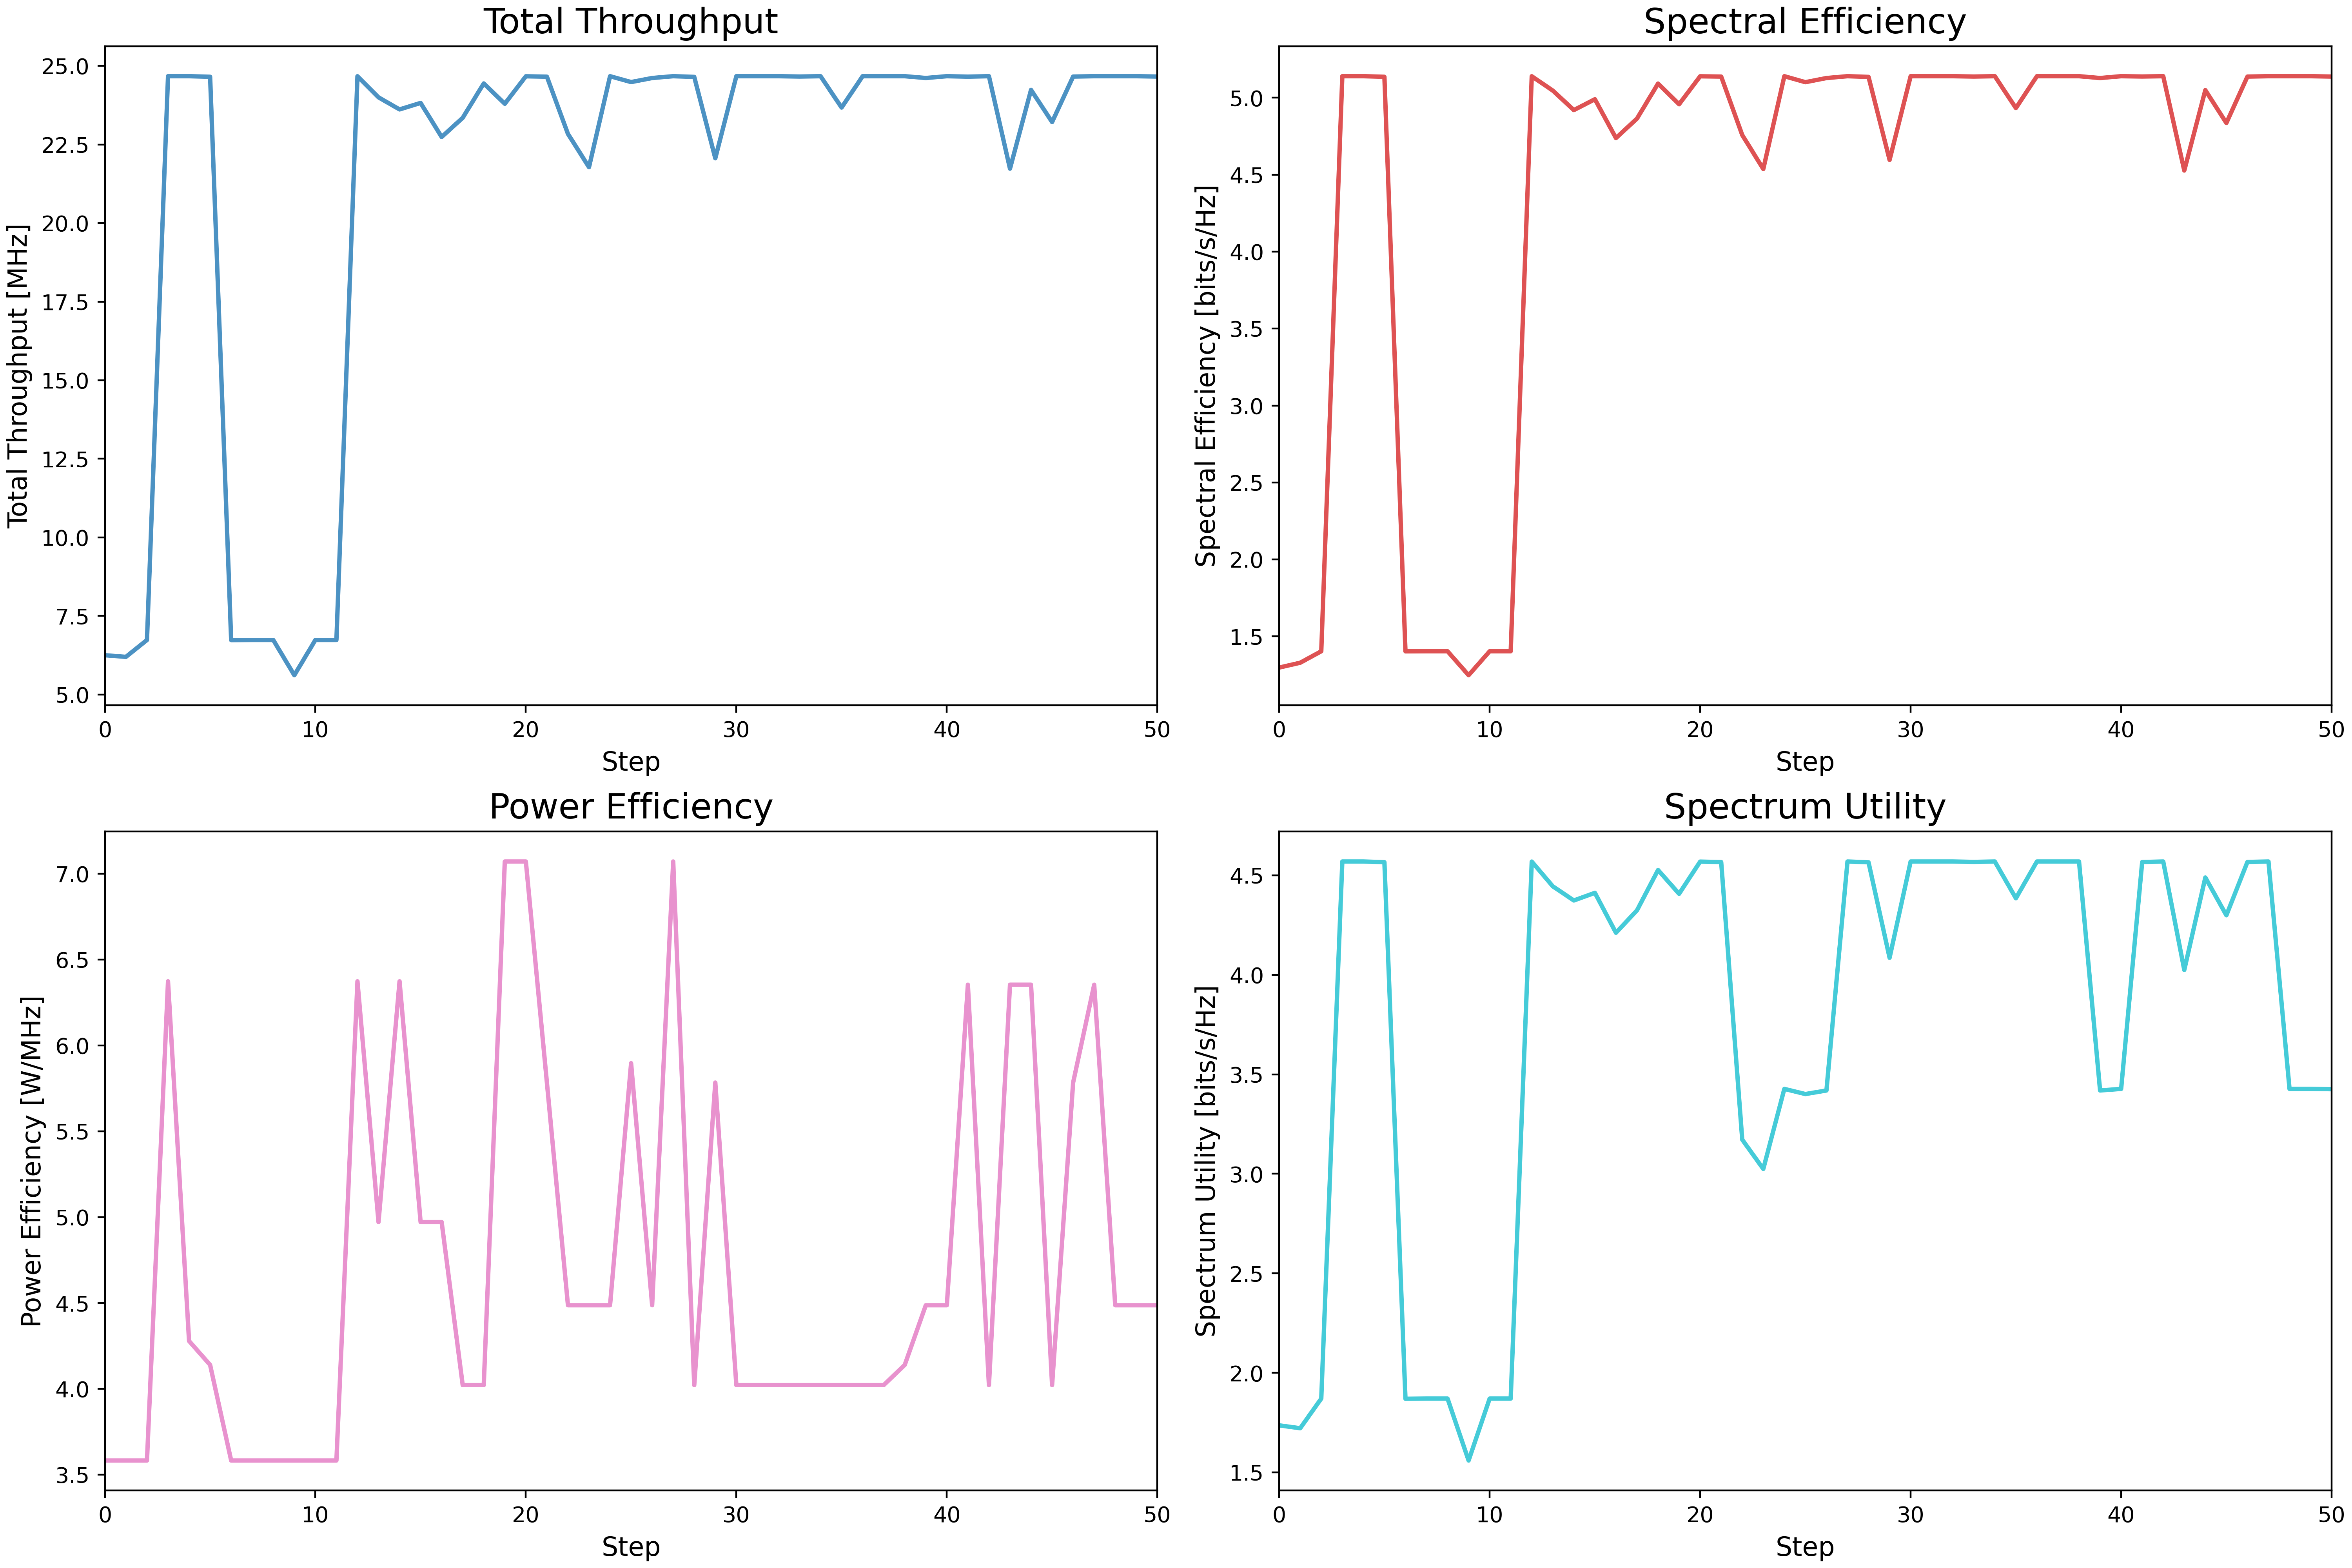 Total Throughput
Total Throughput [MHz]
25.0
22.5
20.0
17.5
15.0
12.5
10.0
7.5
5.0
0 10 20 30 40 50
Step
Spectral Efficiency
Spectral Efficiency [bits/s/Hz]
5.0
4.5
4.0
3.5
3.0
2.5
2.0
1.5
0 10 20 30 40 50
Step
Power Efficiency
Power Efficiency [W/MHz]
7.0
6.5
6.0
5.5
5.0
4.5
4.0
3.5
0 10 20 30 40 50
Step
Spectrum Utility
Spectrum Utility [bits/s/Hz]
4.5
4.0
3.5
3.0
2.5
2.0
1.5
0 10 20 30 40 50
Step